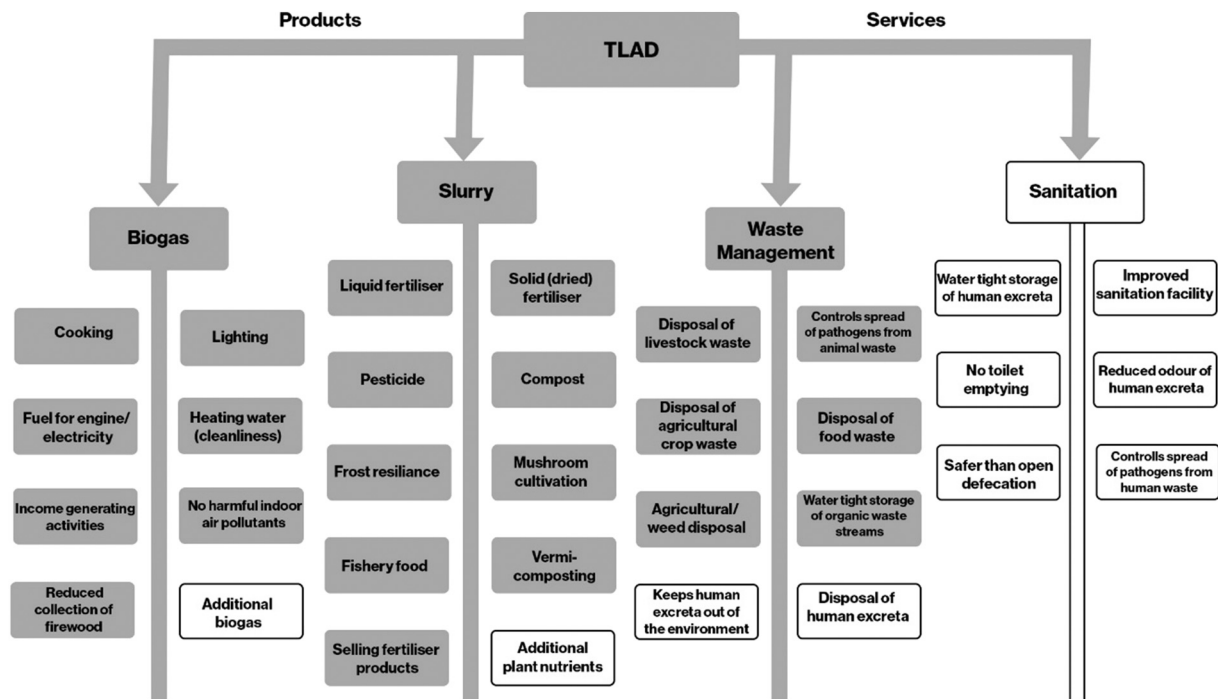 Products
TLAD
Services
Biogas
Cooking
Lighting
Fuel for engine/
electricity
Heating water
(cleanliness)
Income generating
activities
No harmful indoor
air pollutants
Reduced
collection of
firewood
Additional
biogas
Slurry
Liquid fertiliser
Solid (dried)
fertiliser
Pesticide
Compost
Frost resiliance
Mushroom
cultivation
Fishery food
Vermi-
composting
Selling fertiliser
products
Additional
plant nutrients
Waste
Management
Disposal of
livestock waste
Controls spread
of pathogens from
animal waste
Disposal of
agricultural
crop waste
Disposal of
food waste
Agricultural/
weed disposal
Water tight storage
of organic waste
streams
Keeps human
excreta out of
the environment
Disposal of
human excreta
Sanitation
Water tight storage
of human excreta
Improved
sanitation facility
No toilet
emptying
Reduced odour of
human excreta
Safer than open
defecation
Controlls spread
of pathogens from
human waste